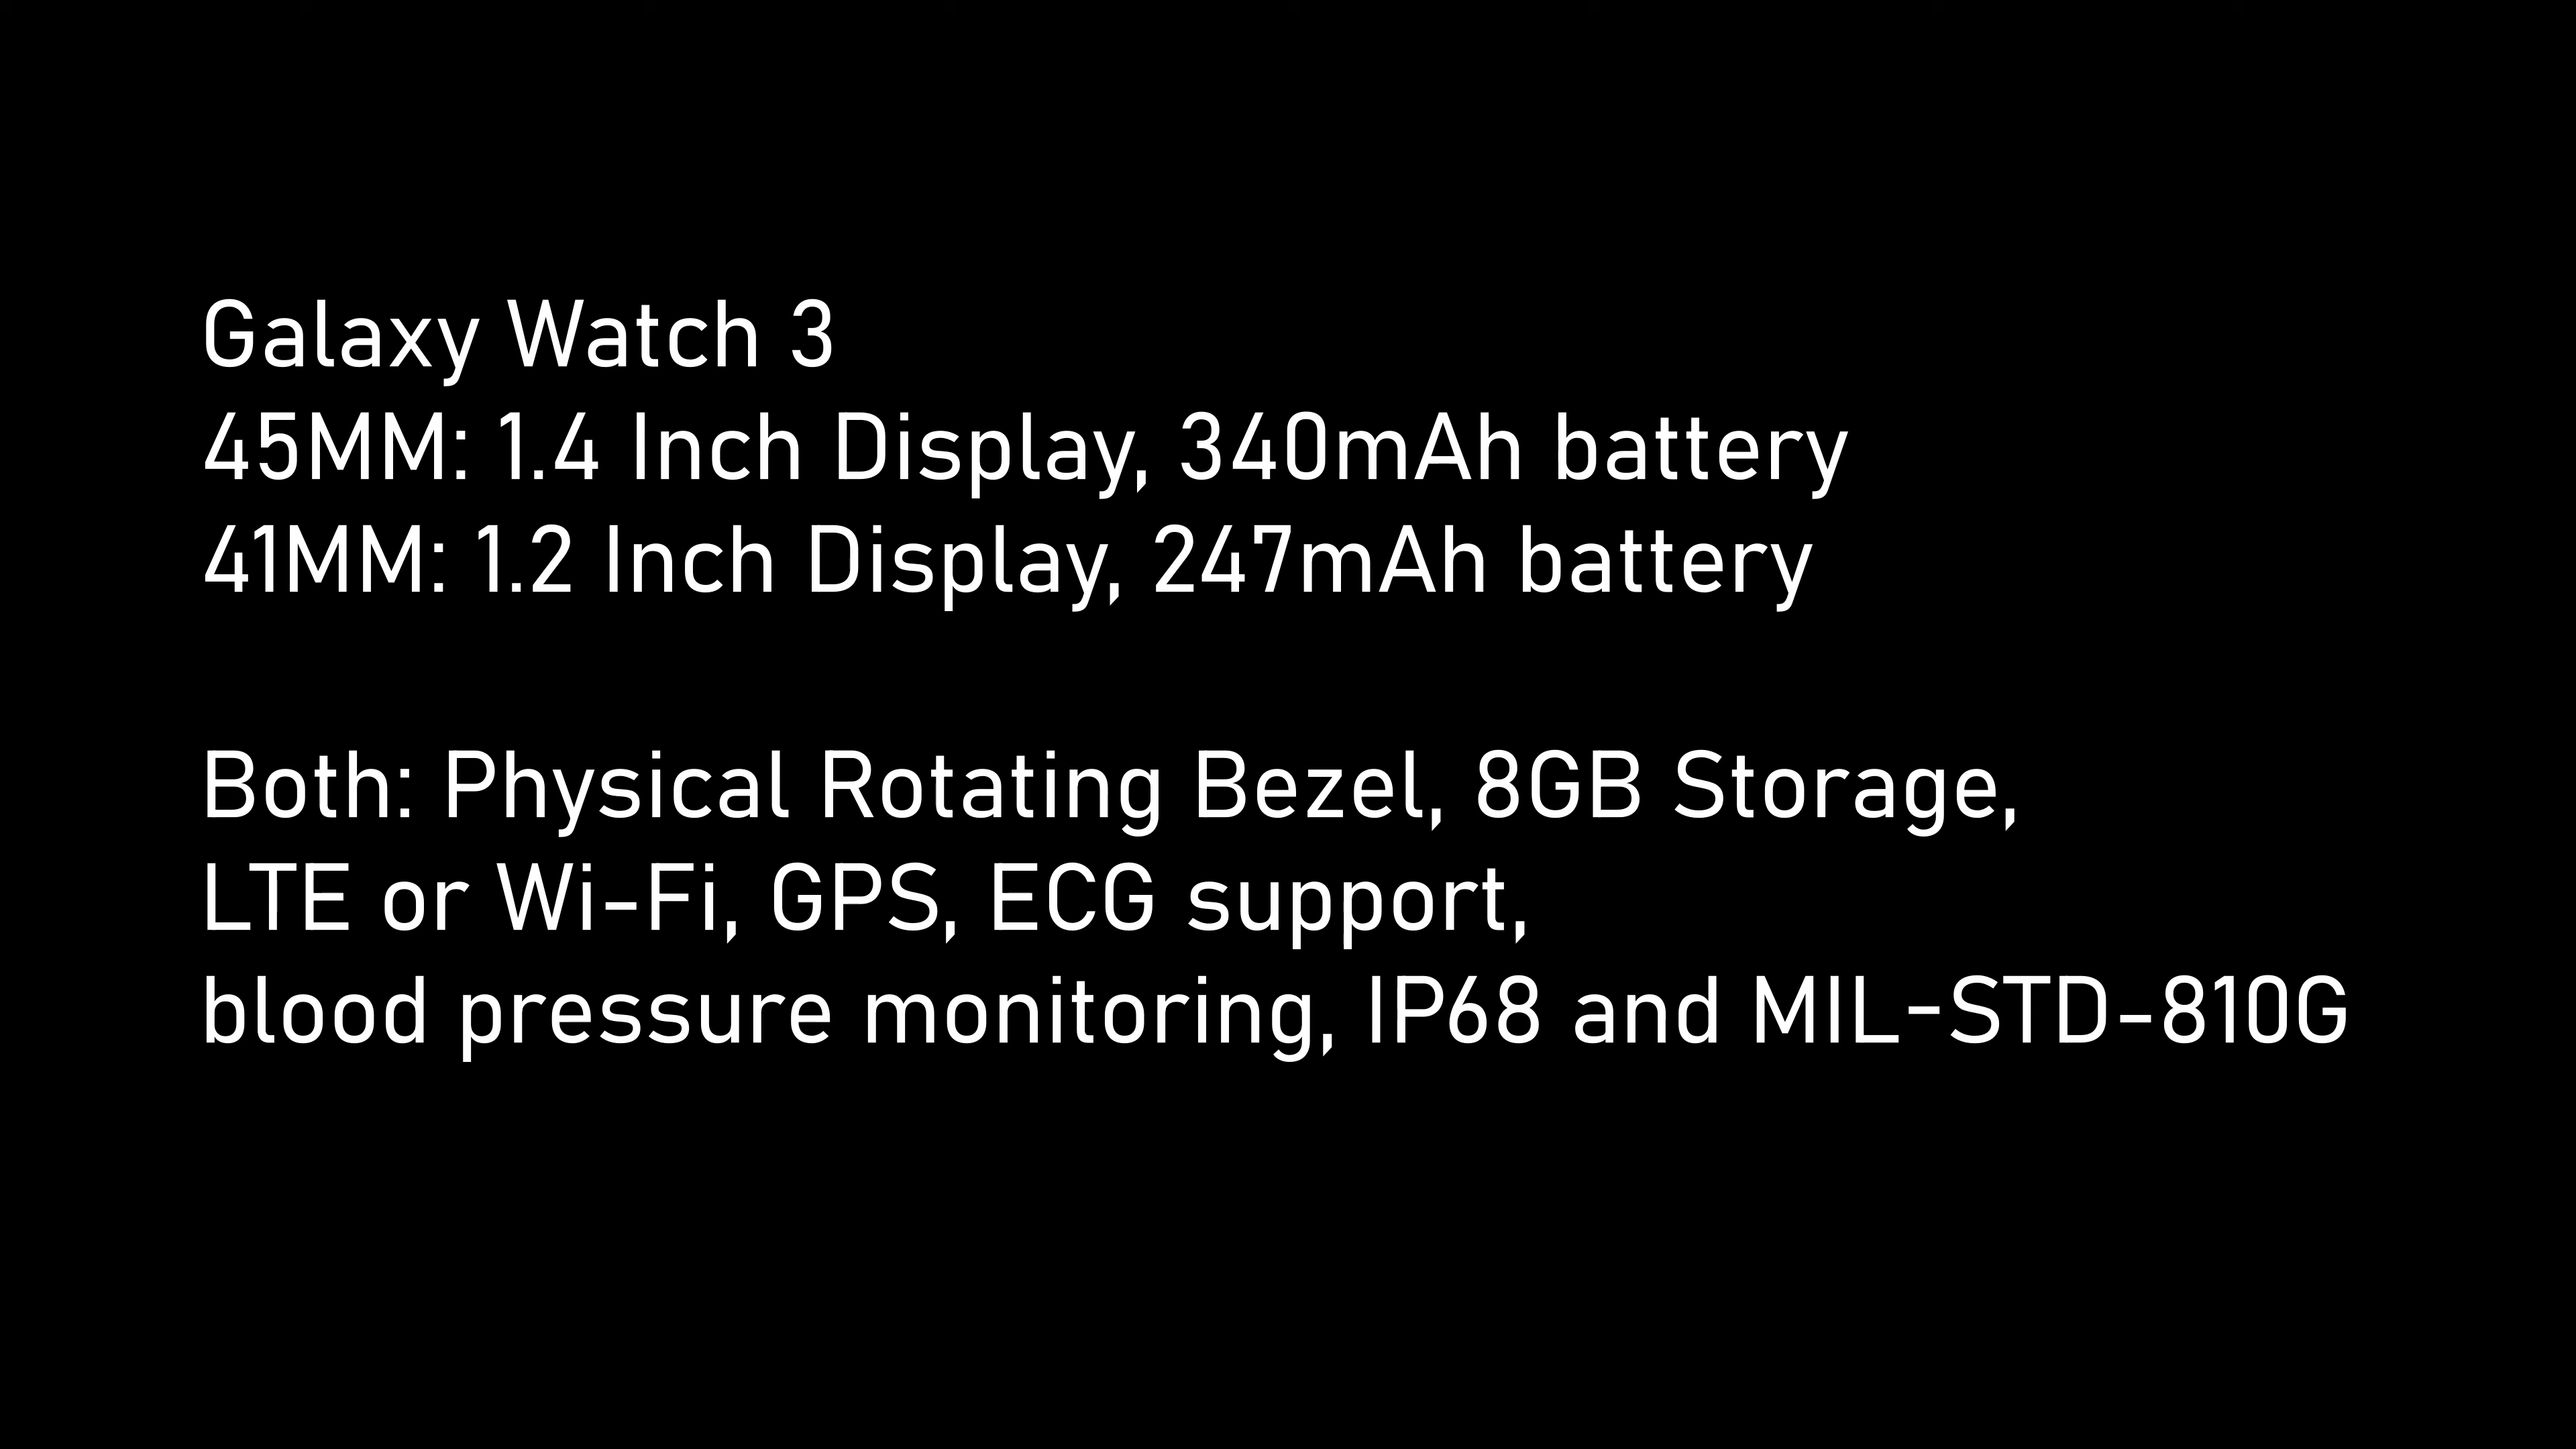 Galaxy Watch 3
45MM: 1.4 Inch Display, 340mAh battery
41MM: 1.2 Inch Display, 247mAh battery
Both: Physical Rotating Bezel, 8GB Storage,
LTE or Wi-Fi, GPS, ECG support,
blood pressure monitoring, IP68 and MIL-STD-810G